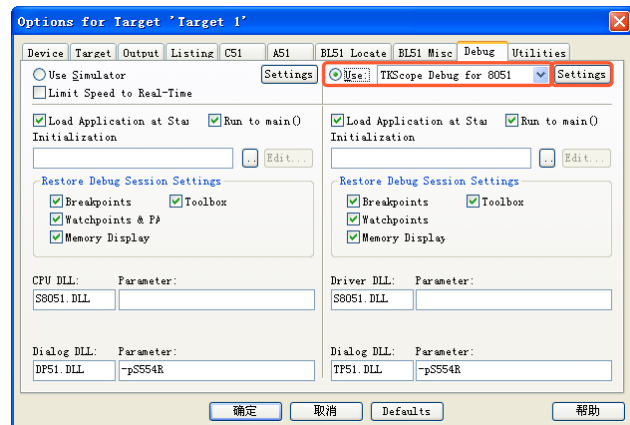 Options for Target 'Target 1'
Device Target Output Listing C51 A51 BL51 Locate BL51 Misc Debug Utilities
Use Simulator Settings
Use: TKScope Debug for 8051 Settings
Limit Speed to Real-Time
Load Application at Star Run to main()
Load Application at Star Run to main()
Initialization
Initialization
.. Edit...
.. Edit...
Restore Debug Session Settings
Restore Debug Session Settings
Breakpoints Toolbox
Breakpoints Toolbox
Watchpoints & PA
Watchpoints
Memory Display
Memory Display
CPU DLL: Parameter:
Driver DLL: Parameter:
S8051.DLL
S8051.DLL
Dialog DLL: Parameter:
Dialog DLL: Parameter:
DP51.DLL -pS554R
TP51.DLL -pS554R
确定 取消 Defaults 帮助